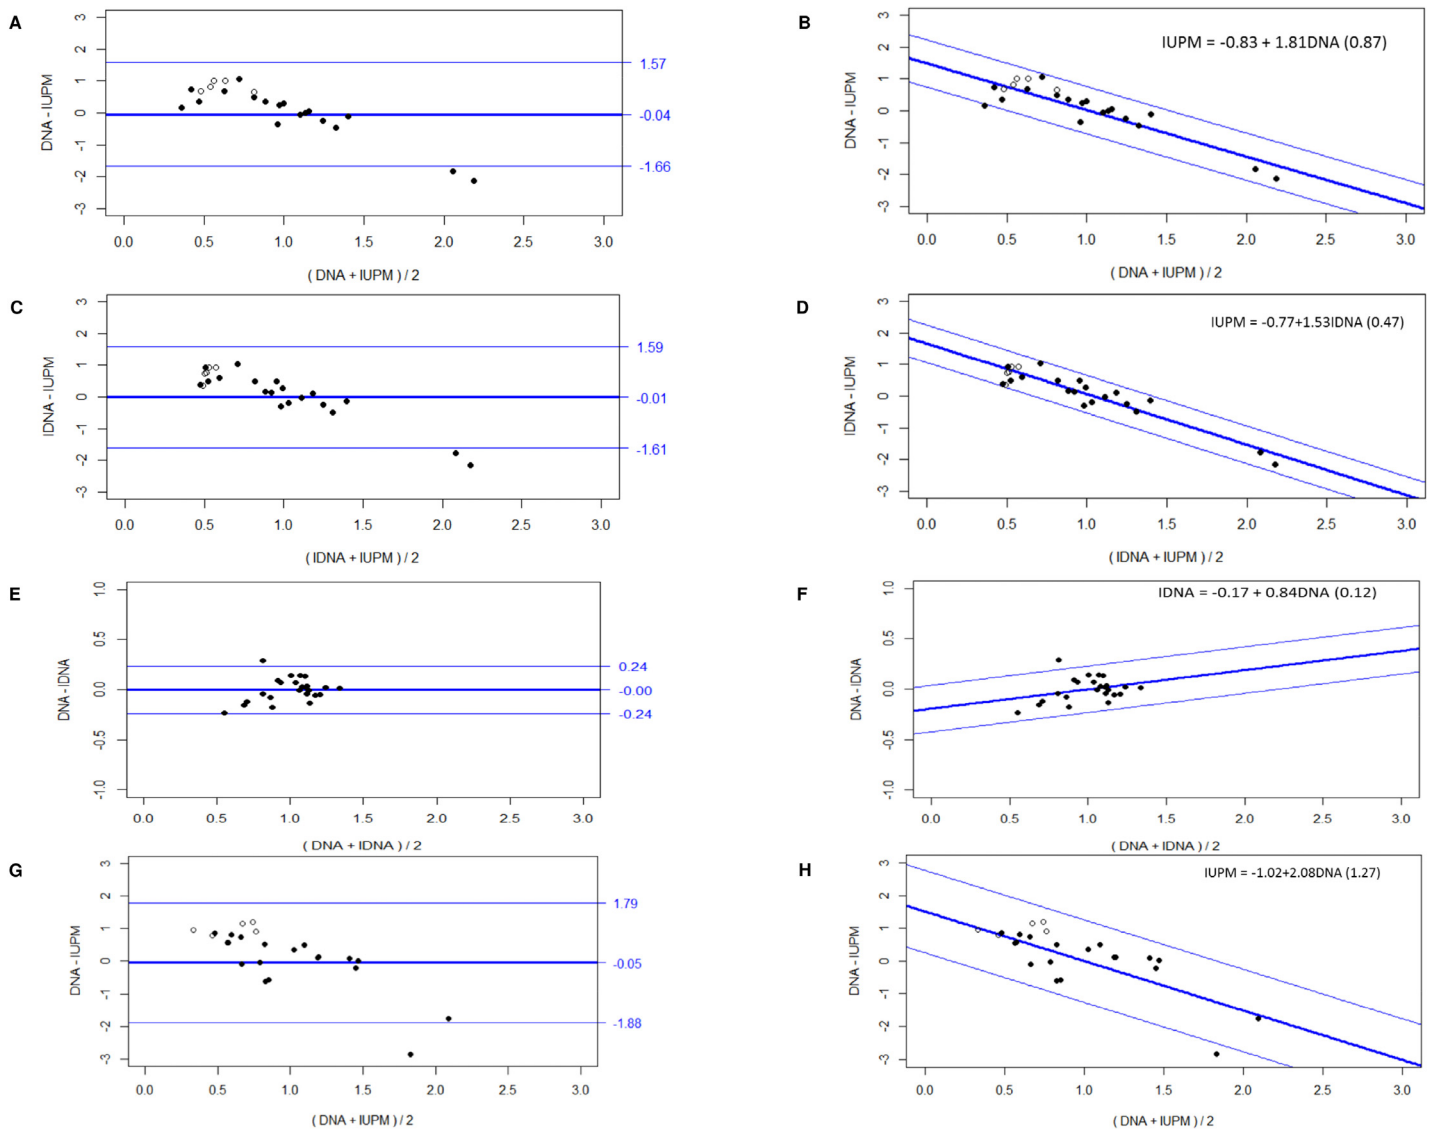 A
DNA - IUPM
3
2
1
0
-1
-2
-3
1.57
-0.04
-1.66
0.0 0.5 1.0 1.5 2.0 2.5 3.0
( DNA + IUPM ) / 2
B
DNA - IUPM
3
2
1
0
-1
-2
-3
IUPM = -0.83 + 1.81DNA (0.87)
0.0 0.5 1.0 1.5 2.0 2.5 3.0
( DNA + IUPM ) / 2
C
IDNA - IUPM
3
2
1
0
-1
-2
-3
1.59
-0.01
-1.61
0.0 0.5 1.0 1.5 2.0 2.5 3.0
( IDNA + IUPM ) / 2
D
IDNA - IUPM
3
2
1
0
-1
-2
-3
IUPM = -0.77+1.53IDNA (0.47)
0.0 0.5 1.0 1.5 2.0 2.5 3.0
( IDNA + IUPM ) / 2
E
DNA - IDNA
1.0
0.5
0.0
-0.5
-1.0
0.24
-0.00
-0.24
0.0 0.5 1.0 1.5 2.0 2.5 3.0
( DNA + IDNA ) / 2
F
DNA - IDNA
1.0
0.5
0.0
-0.5
-1.0
IDNA = -0.17 + 0.84DNA (0.12)
0.0 0.5 1.0 1.5 2.0 2.5 3.0
( DNA + IDNA ) / 2
G
DNA - IUPM
3
2
1
0
-1
-2
-3
1.79
-0.05
-1.88
0.0 0.5 1.0 1.5 2.0 2.5 3.0
( DNA + IUPM ) / 2
H
DNA - IUPM
3
2
1
0
-1
-2
-3
IUPM = -1.02+2.08DNA (1.27)
0.0 0.5 1.0 1.5 2.0 2.5 3.0
( DNA + IUPM ) / 2